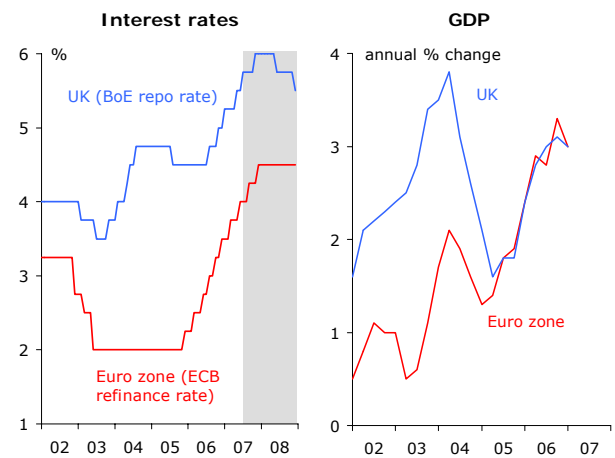 Interest rates
6
%
UK (BoE repo rate)
5
4
3
2
Euro zone (ECB
refinance rate)
1
02 03 04 05 06 07 08
GDP
4
annual % change
UK
3
2
Euro zone
1
0
02 03 04 05 06 07